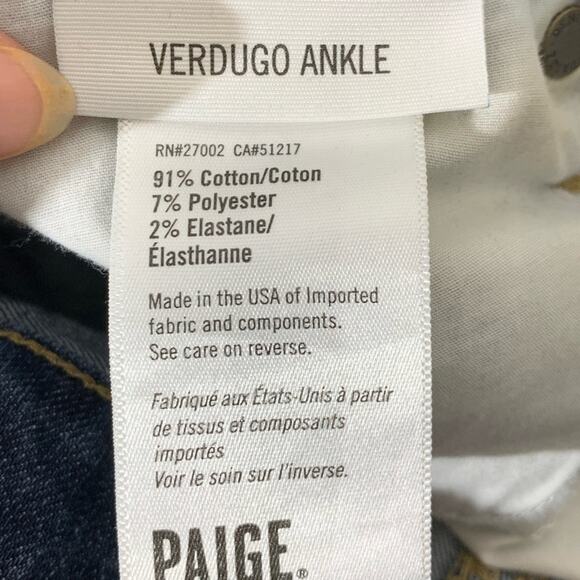 VERDUGO ANKLE
RN#27002 CA#51217
91% Cotton/Coton
7% Polyester
2% Elastane/
Élasthanne
Made in the USA of Imported
fabric and components.
See care on reverse.
Fabriqué aux États-Unis à partir
de tissus et composants
importés
Voir le soin sur l'inverse.
PAIGE®